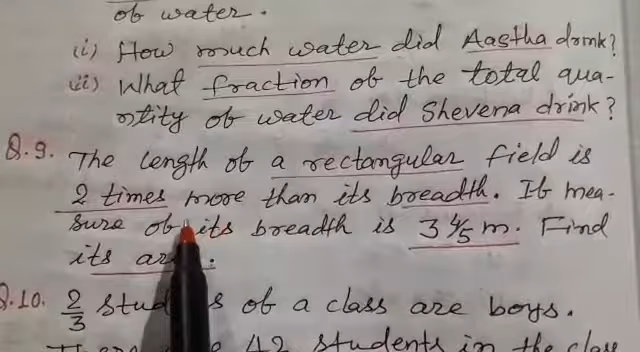 of water.
(i) How much water did Aastha drink?
(ii) What fraction of the total qua-
ntity of water did Shevena drink?
Q.9. The length of a rectangular field is
2 times more than its breadth. If mea-
sure of its breadth is 3 4/5 m. Find
its
Q.10. 2/3 of a class are boys.
42 students in the class